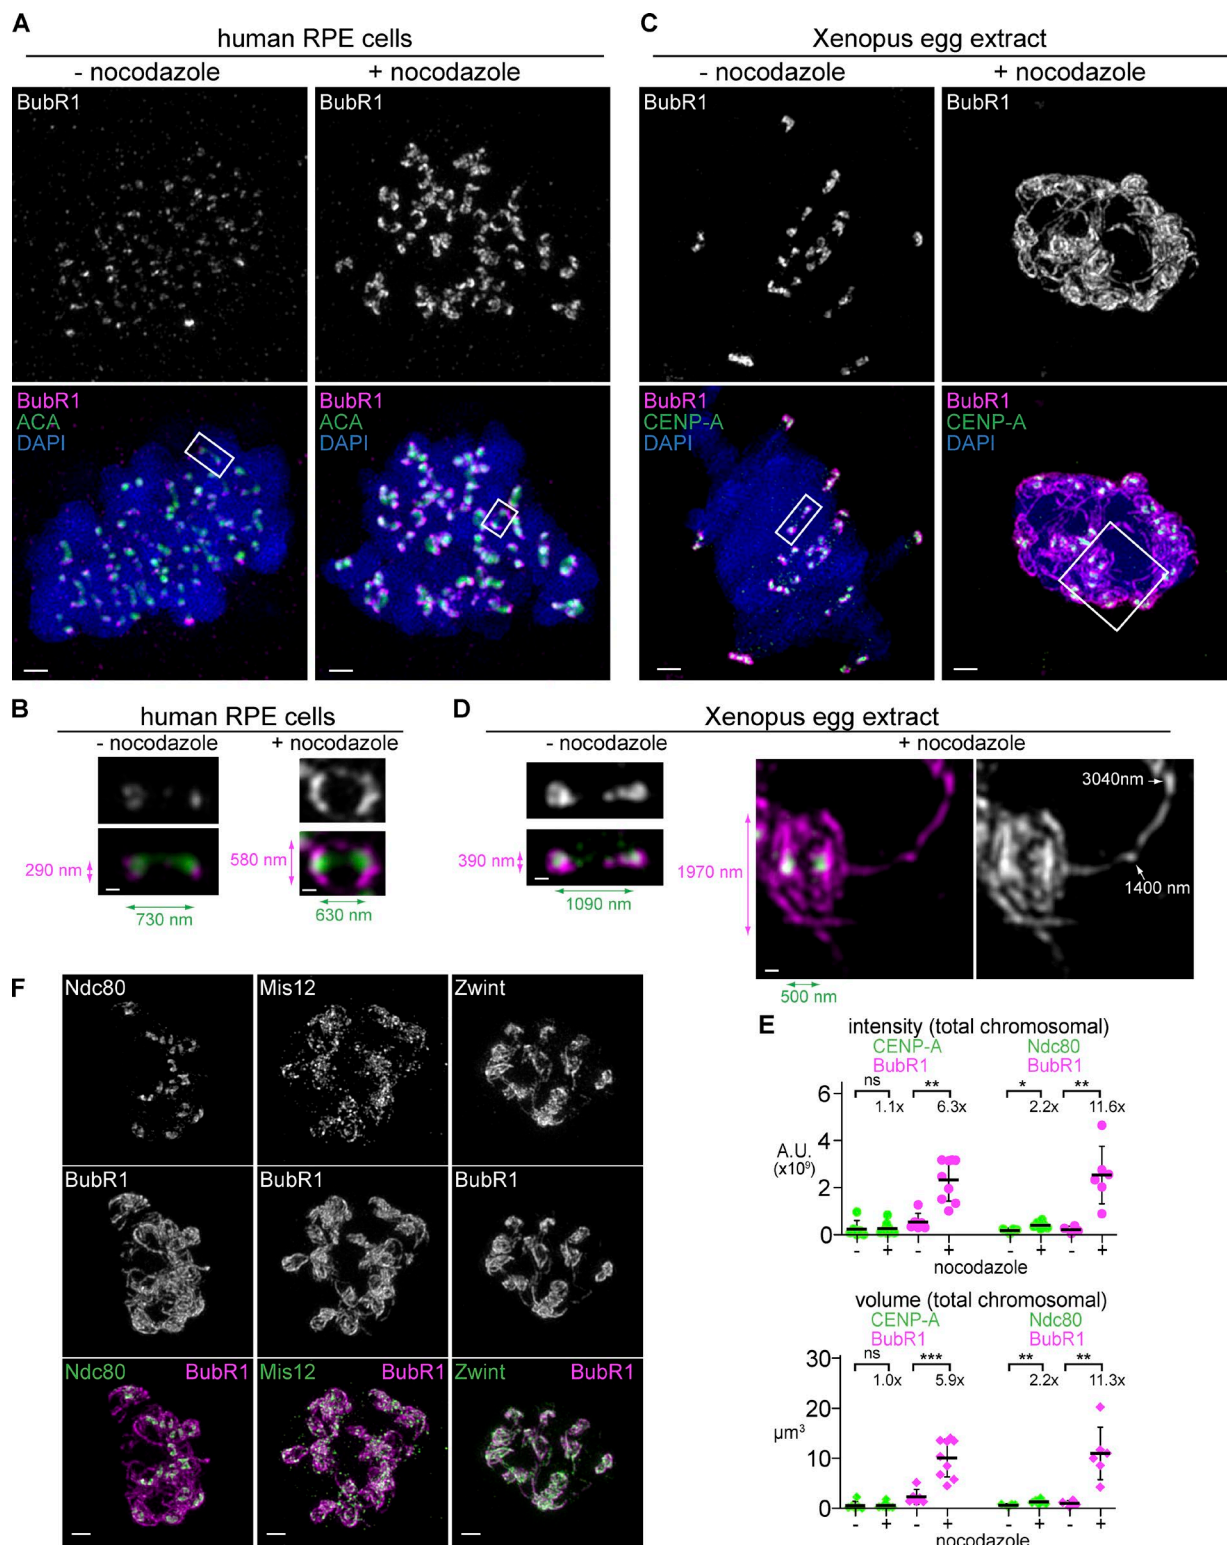 A
human RPE cells
- nocodazole
+ nocodazole
BubR1
BubR1
BubR1
ACA
DAPI
BubR1
ACA
DAPI
C
Xenopus egg extract
- nocodazole
+ nocodazole
BubR1
BubR1
BubR1
CENP-A
DAPI
BubR1
CENP-A
DAPI
B
human RPE cells
- nocodazole
+ nocodazole
290 nm
730 nm
580 nm
630 nm
D
Xenopus egg extract
- nocodazole
+ nocodazole
390 nm
1090 nm
1970 nm
500 nm
3040nm
1400 nm
F
Ndc80
Mis12
Zwint
BubR1
BubR1
BubR1
Ndc80 BubR1
Mis12 BubR1
Zwint BubR1
E
intensity (total chromosomal)
CENP-A Ndc80
BubR1 BubR1
ns ** * **
1.1x 6.3x 2.2x 11.6x
6
4
2
0
A.U.
(x10⁹)
- + - + - + - +
nocodazole
volume (total chromosomal)
CENP-A Ndc80
BubR1 BubR1
ns *** ** **
1.0x 5.9x 2.2x 11.3x
30
20
10
0
µm³
- + - + - + - +
nocodazole